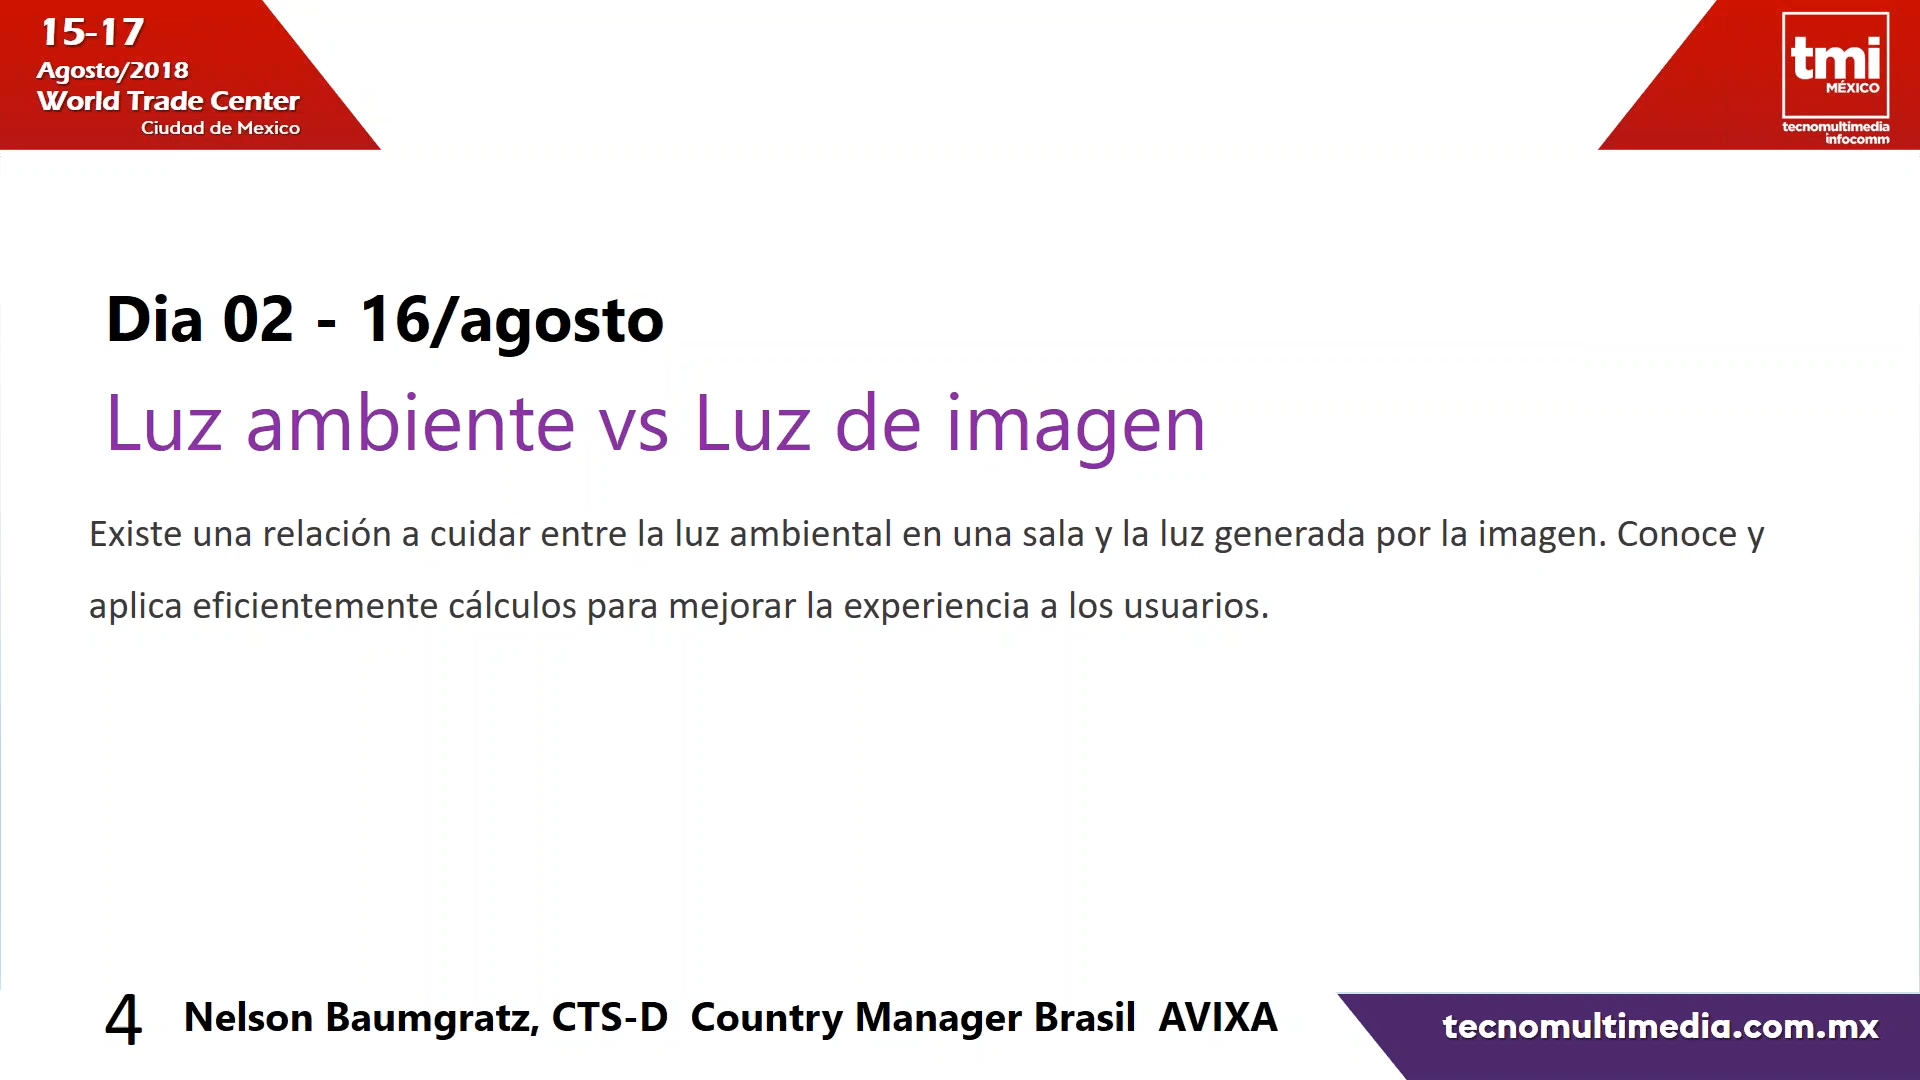 15-17
Agosto/2018
World Trade Center
Ciudad de Mexico
tmi
MÉXICO
tecnomultimedia
infocomm
Dia 02 - 16/agosto
Luz ambiente vs Luz de imagen
Existe una relación a cuidar entre la luz ambiental en una sala y la luz generada por la imagen. Conoce y
aplica eficientemente cálculos para mejorar la experiencia a los usuarios.
4 Nelson Baumgratz, CTS-D Country Manager Brasil AVIXA
tecnomultimedia.com.mx